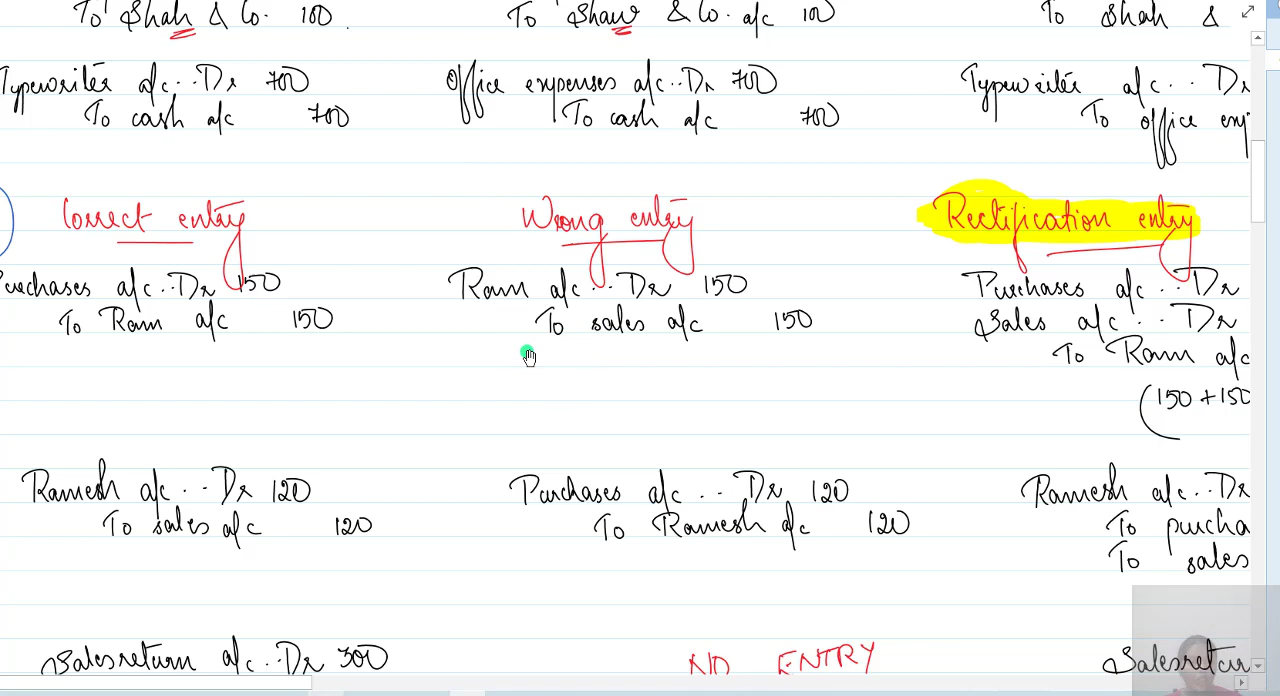 To Shah & Co. 100 To Shaw & Co. a/c 100 To Shah &
Typewriter a/c... Dr 700 Office expenses a/c... Dr 700 Typewriter a/c... Dr
To cash a/c 700 To cash a/c 700 To office exp
Correct entry Wrong entry Rectification entry
Purchases a/c... Dr 150 Ram a/c... Dr 150 Purchases a/c... Dr
To Ram a/c 150 To sales a/c 150 Sales a/c... Dr
To Ram a/c
(150 + 150
Ramesh a/c... Dr 120 Purchases a/c... Dr 120 Ramesh a/c... Dr
To sales a/c 120 To Ramesh a/c 120 To purcha
To sales
Sales return a/c... Dr 300 NO ENTRY Sales retur